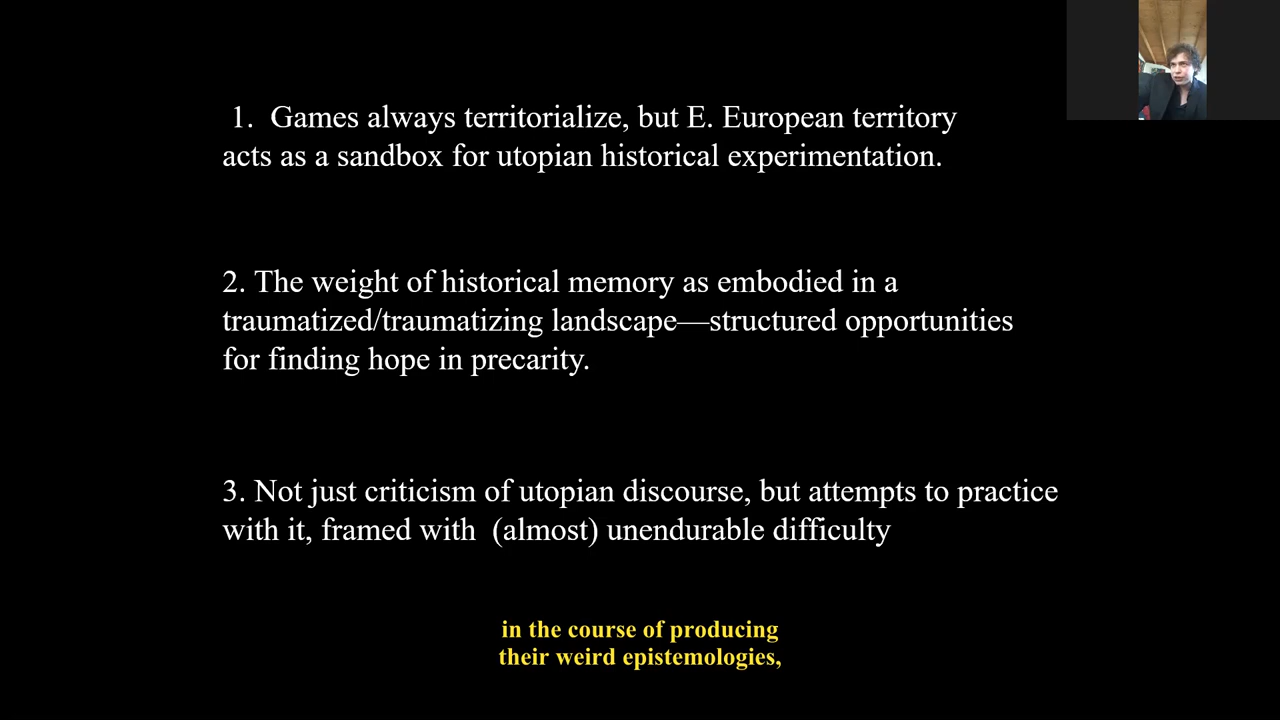 1. Games always territorialize, but E. European territory
acts as a sandbox for utopian historical experimentation.
2. The weight of historical memory as embodied in a
traumatized/traumatizing landscape—structured opportunities
for finding hope in precarity.
3. Not just criticism of utopian discourse, but attempts to practice
with it, framed with (almost) unendurable difficulty
in the course of producing
their weird epistemologies,